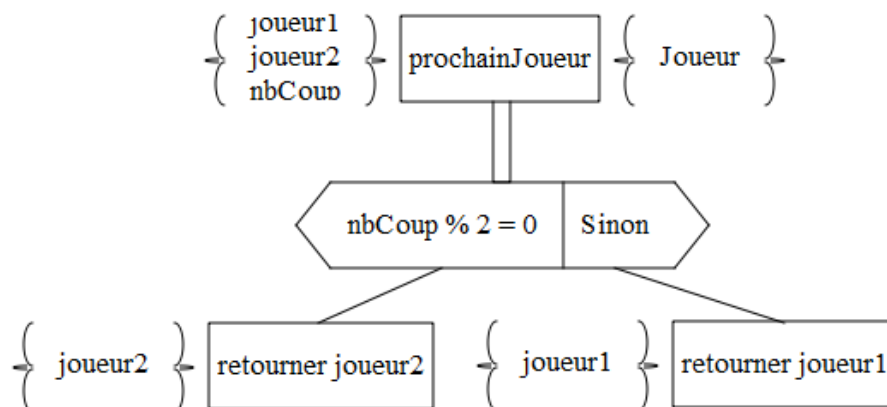 joueur1
joueur2
nbCoup
prochainJoueur
Joueur
nbCoup % 2 = 0
Sinon
joueur2
retourner joueur2
joueur1
retourner joueur1